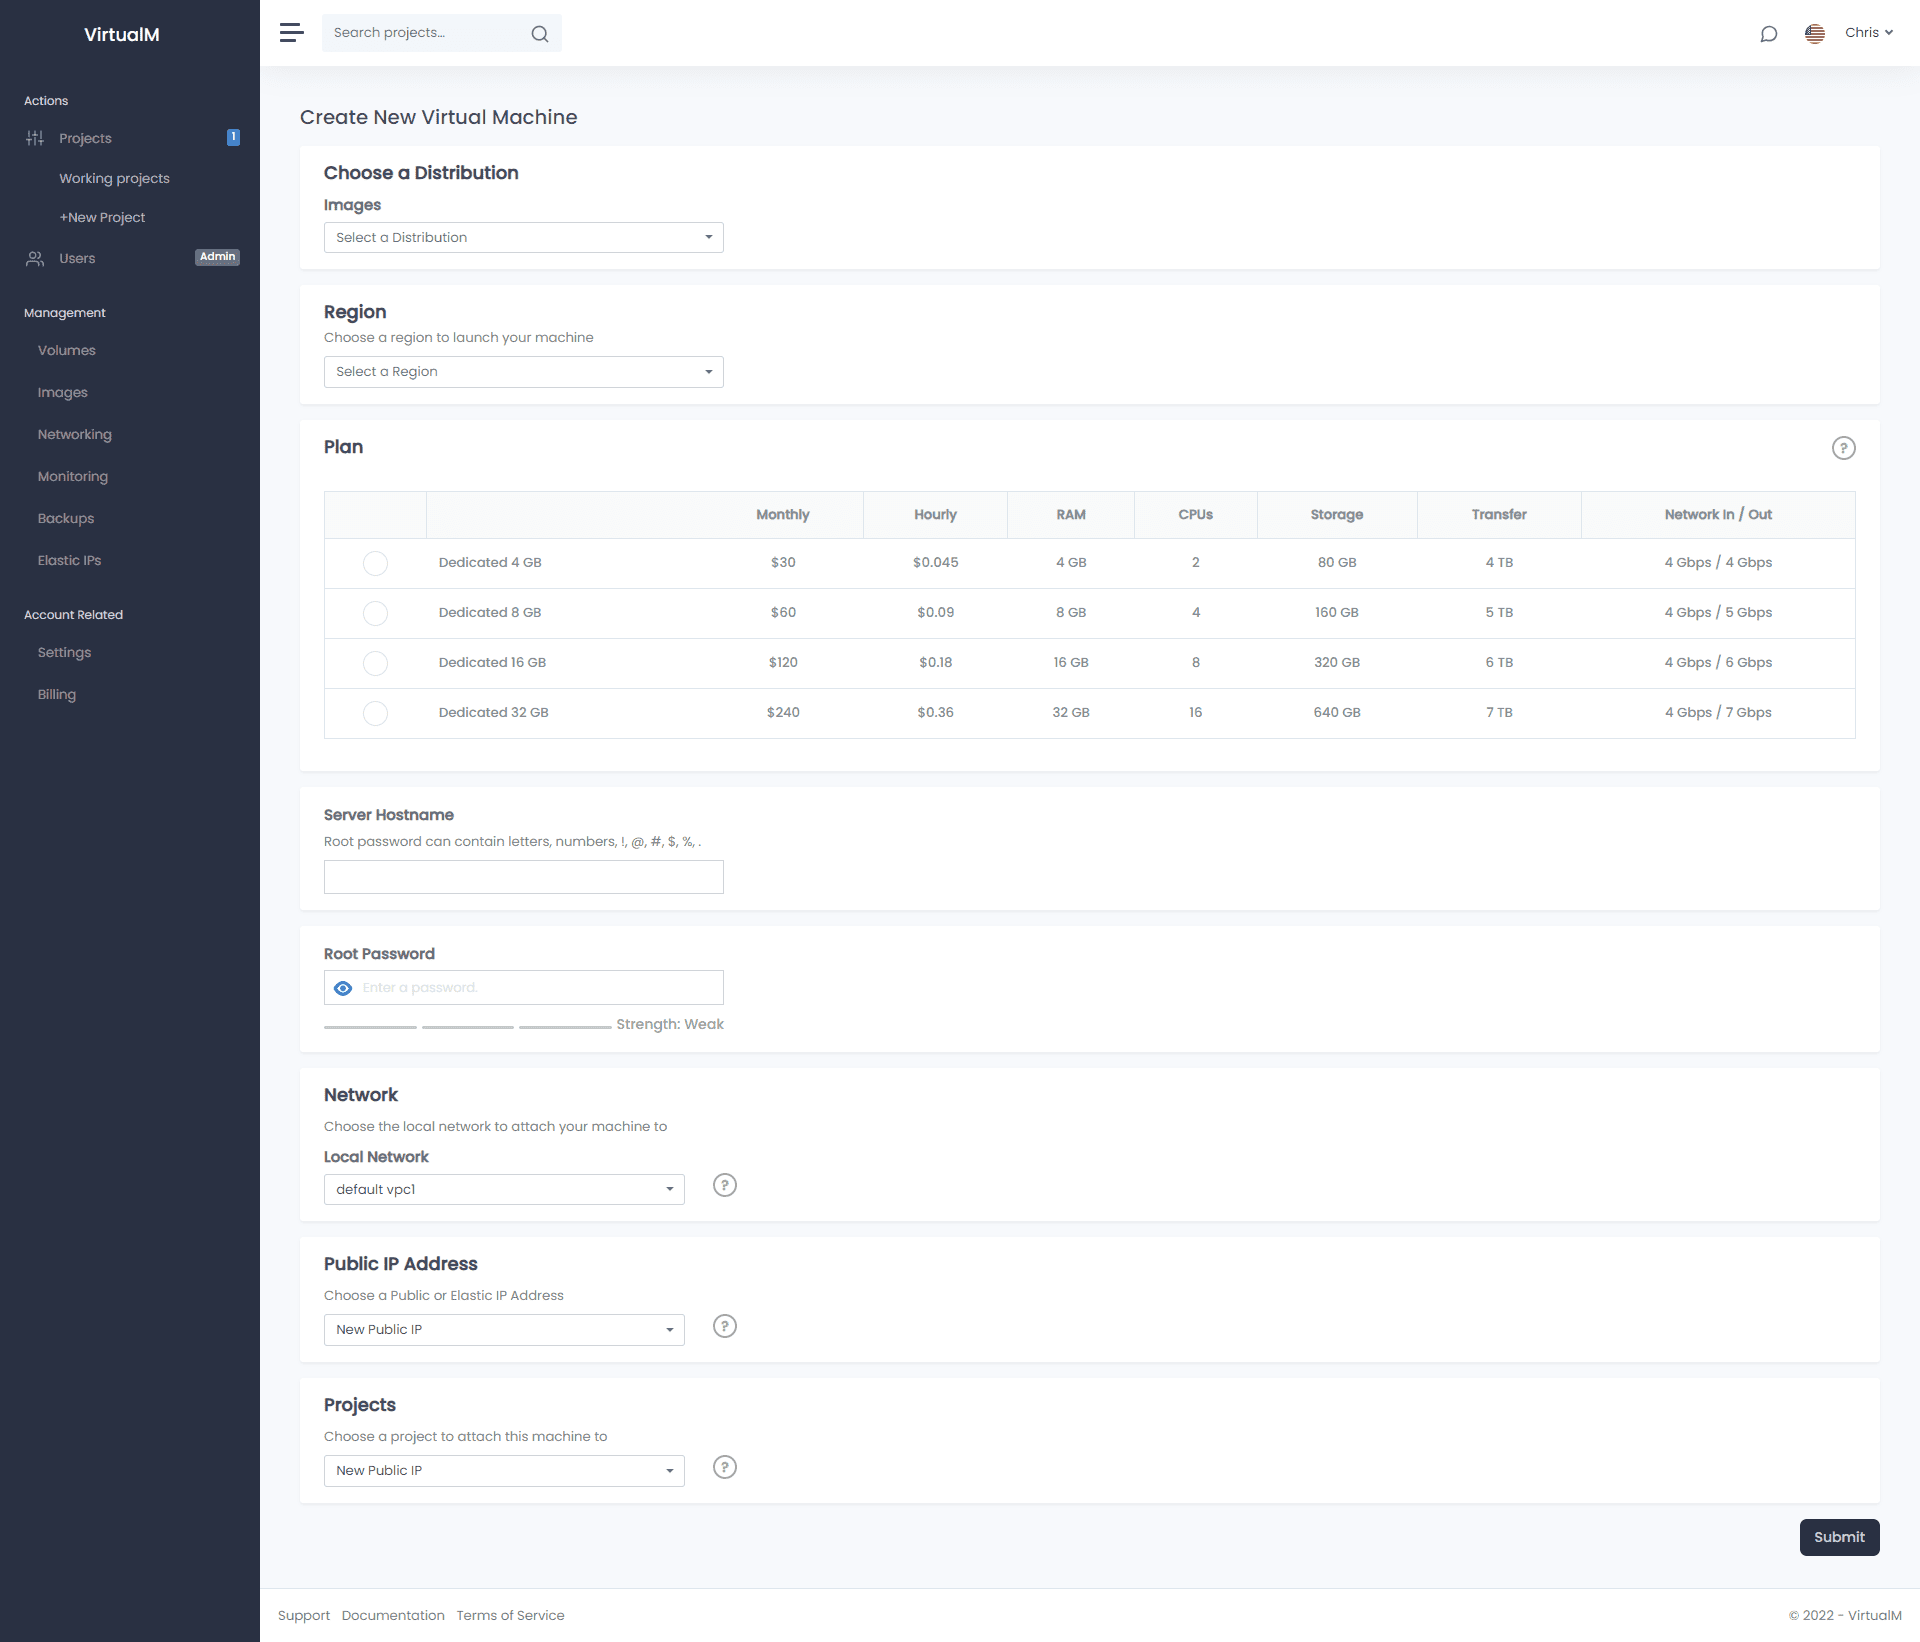 VirtualM
Search projects...
Chris
Actions
Projects 1
Working projects
+New Project
Users Admin
Management
Volumes
Images
Networking
Monitoring
Backups
Elastic IPs
Account Related
Settings
Billing
Create New Virtual Machine
Choose a Distribution
Images
Select a Distribution
Region
Choose a region to launch your machine
Select a Region
Plan ?
Monthly Hourly RAM CPUs Storage Transfer Network In / Out
Dedicated 4 GB $30 $0.045 4 GB 2 80 GB 4 TB 4 Gbps / 4 Gbps
Dedicated 8 GB $60 $0.09 8 GB 4 160 GB 5 TB 4 Gbps / 5 Gbps
Dedicated 16 GB $120 $0.18 16 GB 8 320 GB 6 TB 4 Gbps / 6 Gbps
Dedicated 32 GB $240 $0.36 32 GB 16 640 GB 7 TB 4 Gbps / 7 Gbps
Server Hostname
Root password can contain letters, numbers, !, @, #, $, %, .
Root Password
Enter a password.
Strength: Weak
Network
Choose the local network to attach your machine to
Local Network
default vpc1 ?
Public IP Address
Choose a Public or Elastic IP Address
New Public IP ?
Projects
Choose a project to attach this machine to
New Public IP ?
Submit
Support Documentation Terms of Service © 2022 - VirtualM